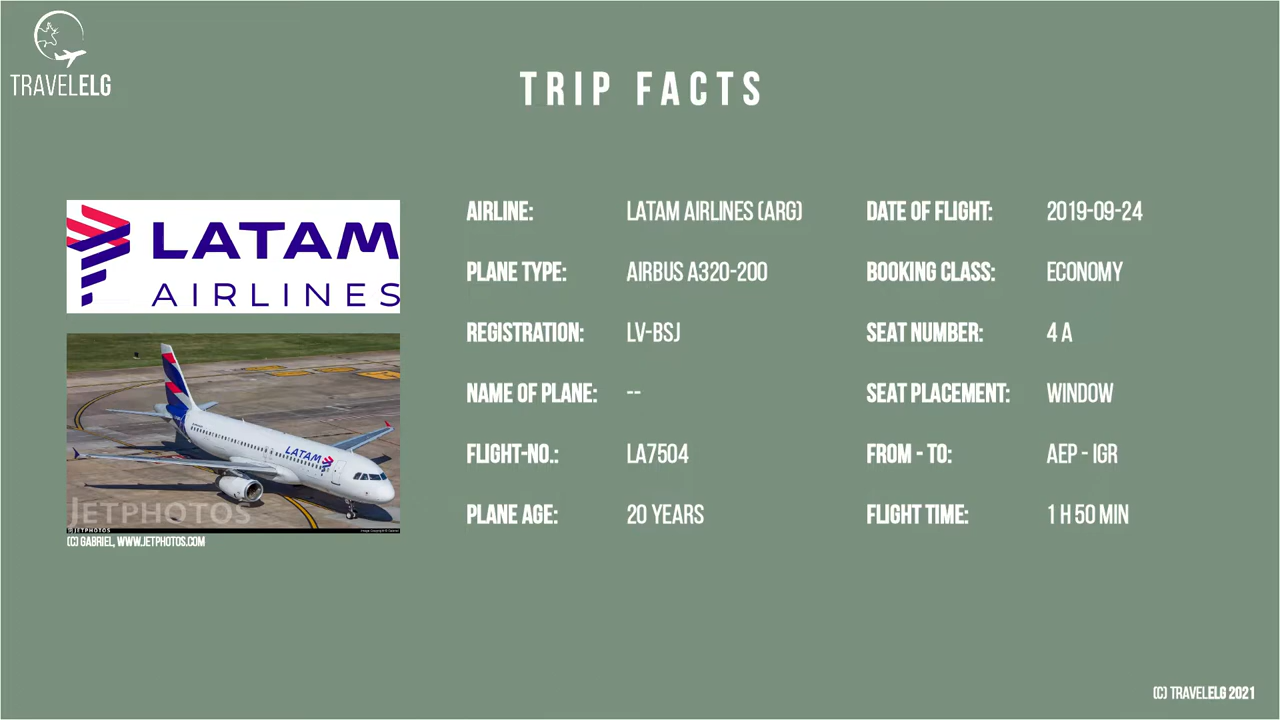 TRAVELELG
TRIP FACTS
LATAM
AIRLINES
LATAM
JETPHOTOS
JETPHOTOS
(C) GABRIEL, WWW.JETPHOTOS.COM
AIRLINE: LATAM AIRLINES (ARG)
PLANE TYPE: AIRBUS A320-200
REGISTRATION: LV-BSJ
NAME OF PLANE: --
FLIGHT-NO.: LA7504
PLANE AGE: 20 YEARS
DATE OF FLIGHT: 2019-09-24
BOOKING CLASS: ECONOMY
SEAT NUMBER: 4 A
SEAT PLACEMENT: WINDOW
FROM - TO: AEP - IGR
FLIGHT TIME: 1 H 50 MIN
(C) TRAVELELG 2021